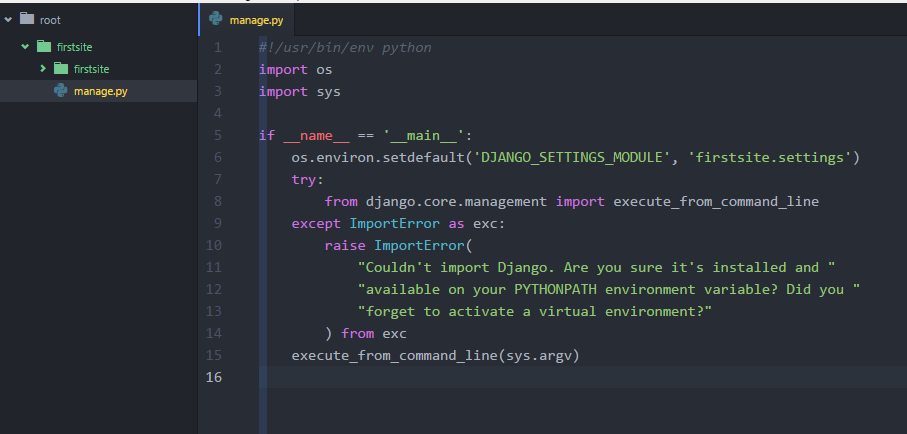 root
firstsite
firstsite
manage.py
manage.py
1 #!/usr/bin/env python
2 import os
3 import sys
4
5 if __name__ == '__main__':
6     os.environ.setdefault('DJANGO_SETTINGS_MODULE', 'firstsite.settings')
7     try:
8         from django.core.management import execute_from_command_line
9     except ImportError as exc:
10         raise ImportError(
11             "Couldn't import Django. Are you sure it's installed and "
12             "available on your PYTHONPATH environment variable? Did you "
13             "forget to activate a virtual environment?"
14         ) from exc
15     execute_from_command_line(sys.argv)
16